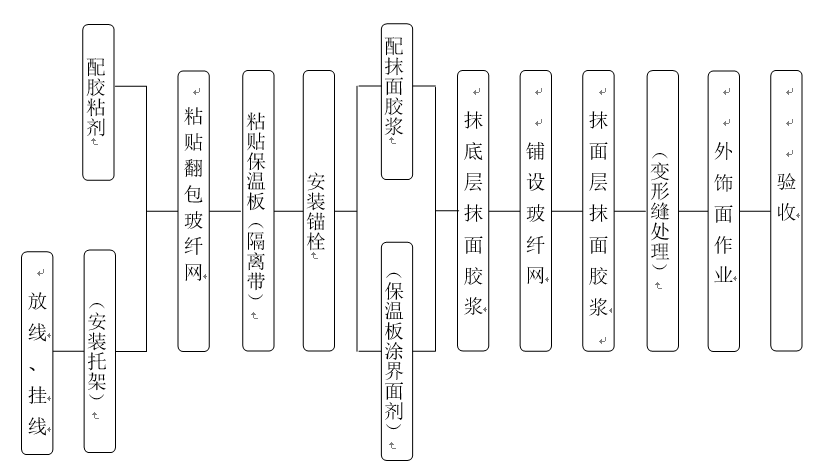 配胶粘剂
放线、挂线
（安装托架）
粘贴翻包玻纤网
粘贴保温板（隔离带）
安装锚栓
配抹面胶浆
（保温板涂界面剂）
抹底层抹面胶浆
铺设玻纤网
抹面层抹面胶浆
（变形缝处理）
外饰面作业
验收